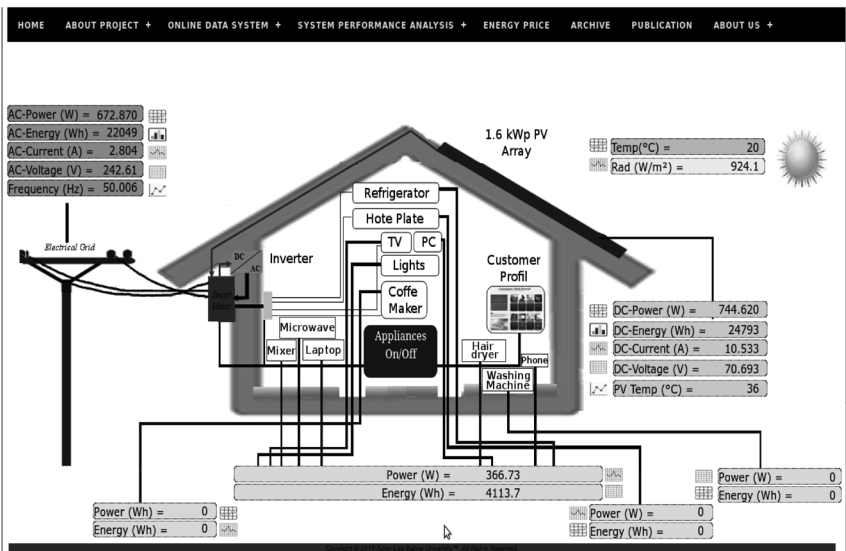 HOME ABOUT PROJECT + ONLINE DATA SYSTEM + SYSTEM PERFORMANCE ANALYSIS + ENERGY PRICE ARCHIVE PUBLICATION ABOUT US +
AC-Power (W) = 672.870
AC-Energy (Wh) = 22049
AC-Current (A) = 2.804
AC-Voltage (V) = 242.61
Frequency (Hz) = 50.006
1.6 kWp PV
Array
Temp(°C) = 20
Rad (W/m²) = 924.1
Electrical Grid
Refrigerator
Hote Plate
TV PC
Lights
Coffe
Maker
DC
AC
Inverter
Smart
Meter
Customer
Profil
Microwave
Mixer
Laptop
Appliances
On/Off
Hair
dryer
Phone
Washing
Machine
DC-Power (W) = 744.620
DC-Energy (Wh) = 24793
DC-Current (A) = 10.533
DC-Voltage (V) = 70.693
PV Temp (°C) = 36
Power (W) = 366.73
Energy (Wh) = 4113.7
Power (W) = 0
Energy (Wh) = 0
Power (Wh) = 0
Energy (Wh) = 0
Power (W) = 0
Energy (Wh) = 0